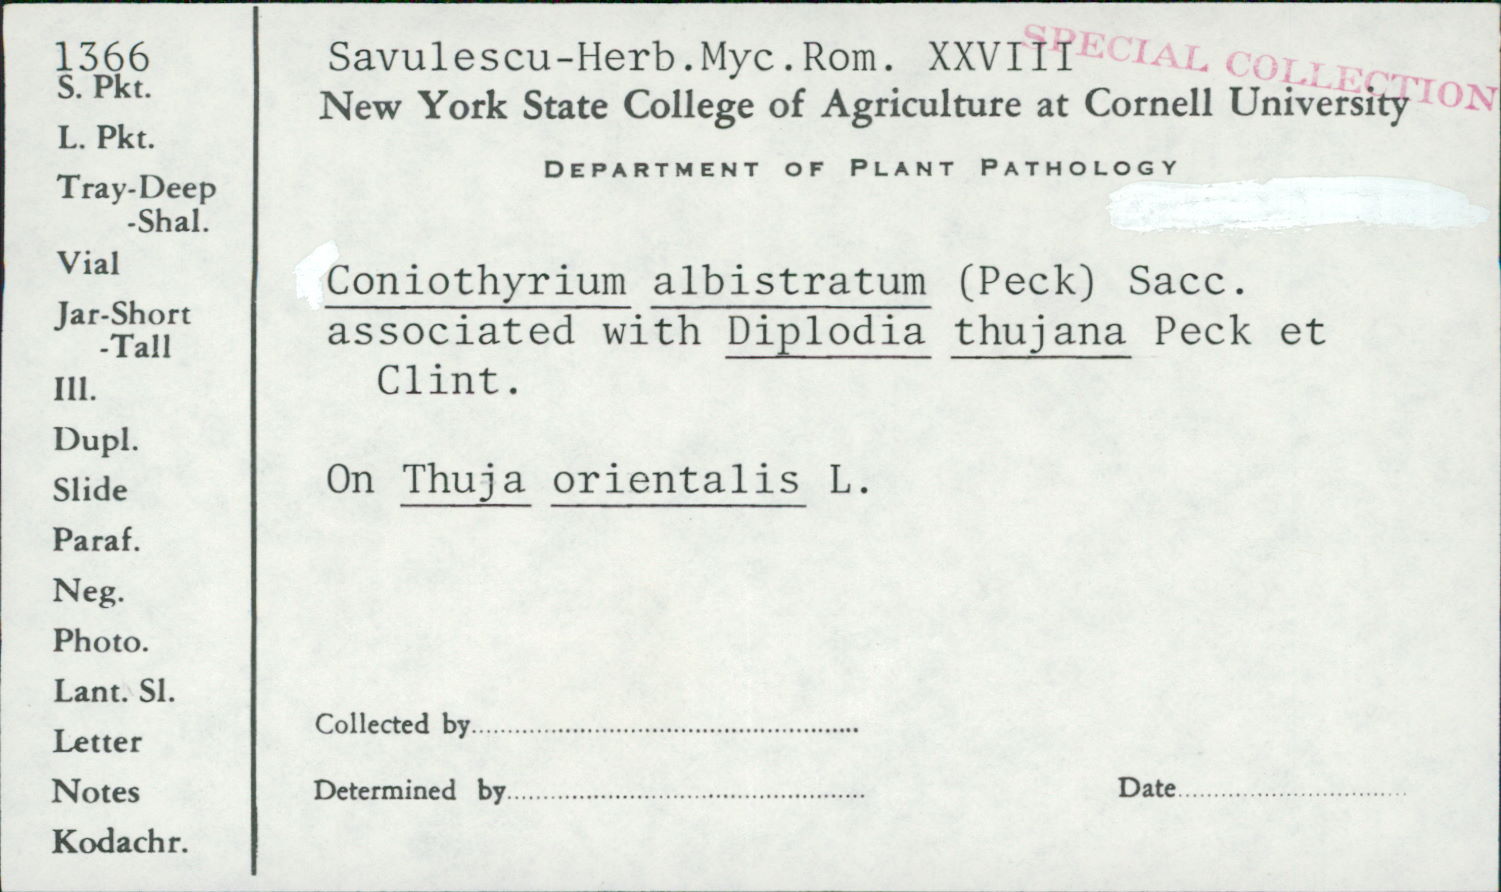 1366
S. Pkt.
L. Pkt.
Tray-Deep
-Shal.
Vial
Jar-Short
-Tall
Ill.
Dupl.
Slide
Paraf.
Neg.
Photo.
Lant. Sl.
Letter
Notes
Kodachr.
Savulescu-Herb.Myc.Rom. XXVIII
SPECIAL COLLECTION
New York State College of Agriculture at Cornell University
DEPARTMENT OF PLANT PATHOLOGY
Coniothyrium albistratum (Peck) Sacc.
associated with Diplodia thujana Peck et
Clint.
On Thuja orientalis L.
Collected by
Determined by
Date